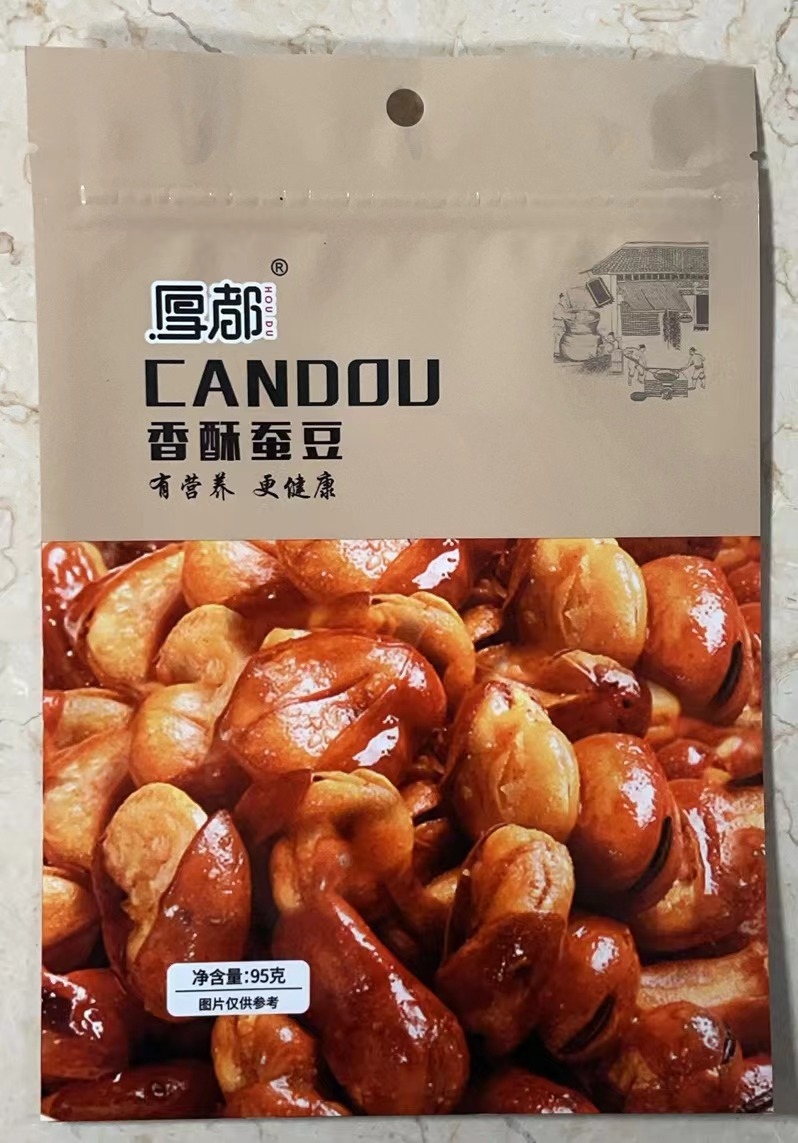 厚都 HOU DU ®
CANDOU
香酥蚕豆
有营养 更健康
净含量:95克
图片仅供参考